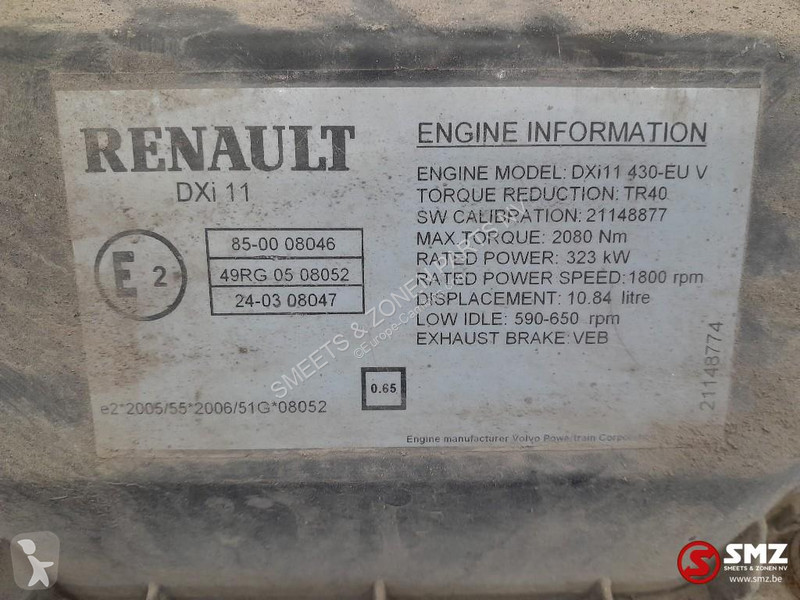 RENAULT
DXi 11
E 2
85-00 08046
49RG 05 08052
24-03 08047
e2*2005/55*2006/51G*08052
0.65
ENGINE INFORMATION
ENGINE MODEL: DXi11 430-EU V
TORQUE REDUCTION: TR40
SW CALIBRATION: 21148877
MAX TORQUE: 2080 Nm
RATED POWER: 323 kW
RATED POWER SPEED: 1800 rpm
DISPLACEMENT: 10.84 litre
LOW IDLE: 590-650 rpm
EXHAUST BRAKE: VEB
21148774
Engine manufacturer Volvo Powertrain Corporation
SMEETS & ZONEN PARTS NV
SMZ
SMEETS & ZONEN NV
www.smz.be